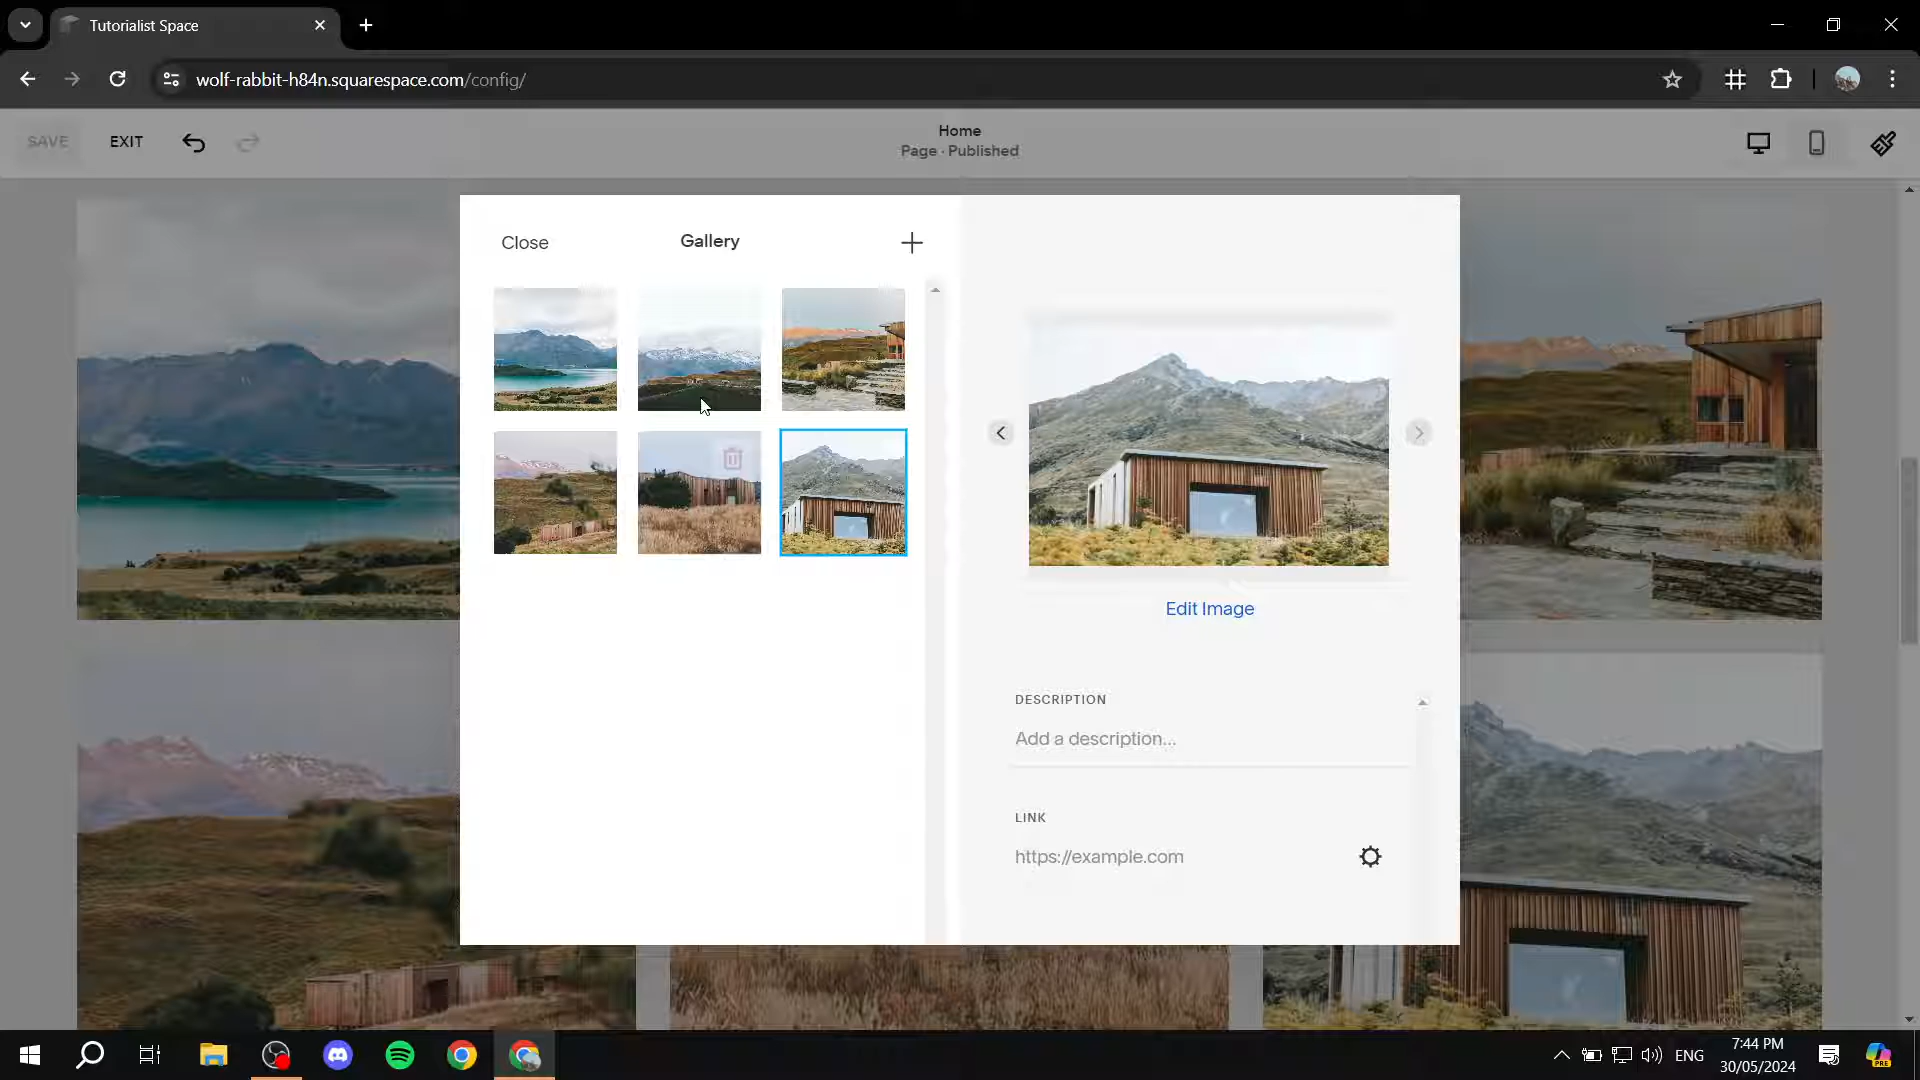 Tutorialist Space
wolf-rabbit-h84n.squarespace.com/config/
SAVE
EXIT
Home
Page · Published
Close
Gallery
Edit Image
DESCRIPTION
Add a description...
LINK
https://example.com
ENG
7:44 PM
30/05/2024
PRE